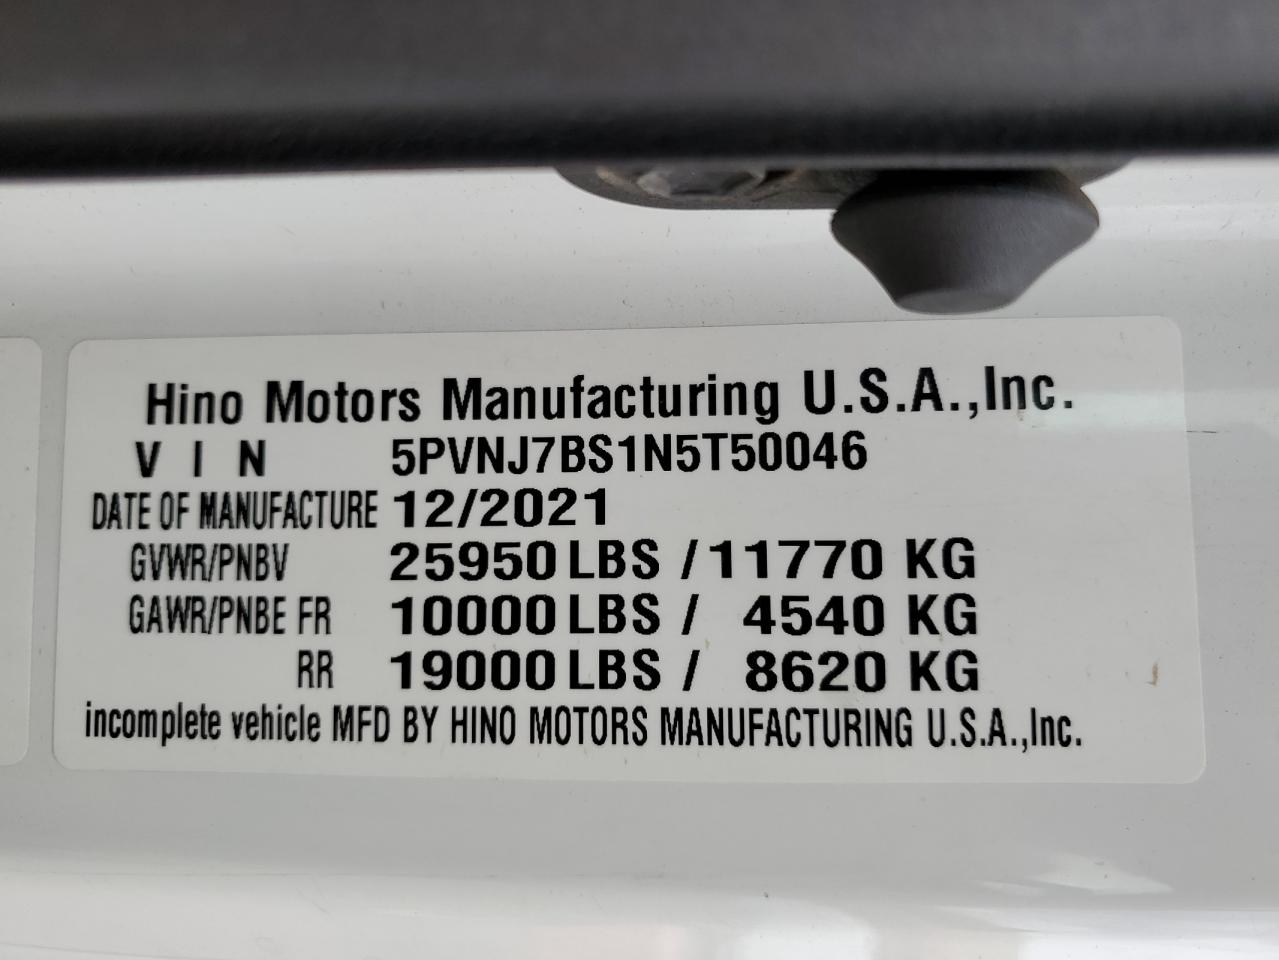 Hino Motors Manufacturing U.S.A.,Inc.
V I N 5PVNJ7BS1N5T50046
DATE OF MANUFACTURE 12/2021
GVWR/PNBV 25950 LBS / 11770 KG
GAWR/PNBE FR 10000 LBS / 4540 KG
RR 19000 LBS / 8620 KG
incomplete vehicle MFD BY HINO MOTORS MANUFACTURING U.S.A.,Inc.